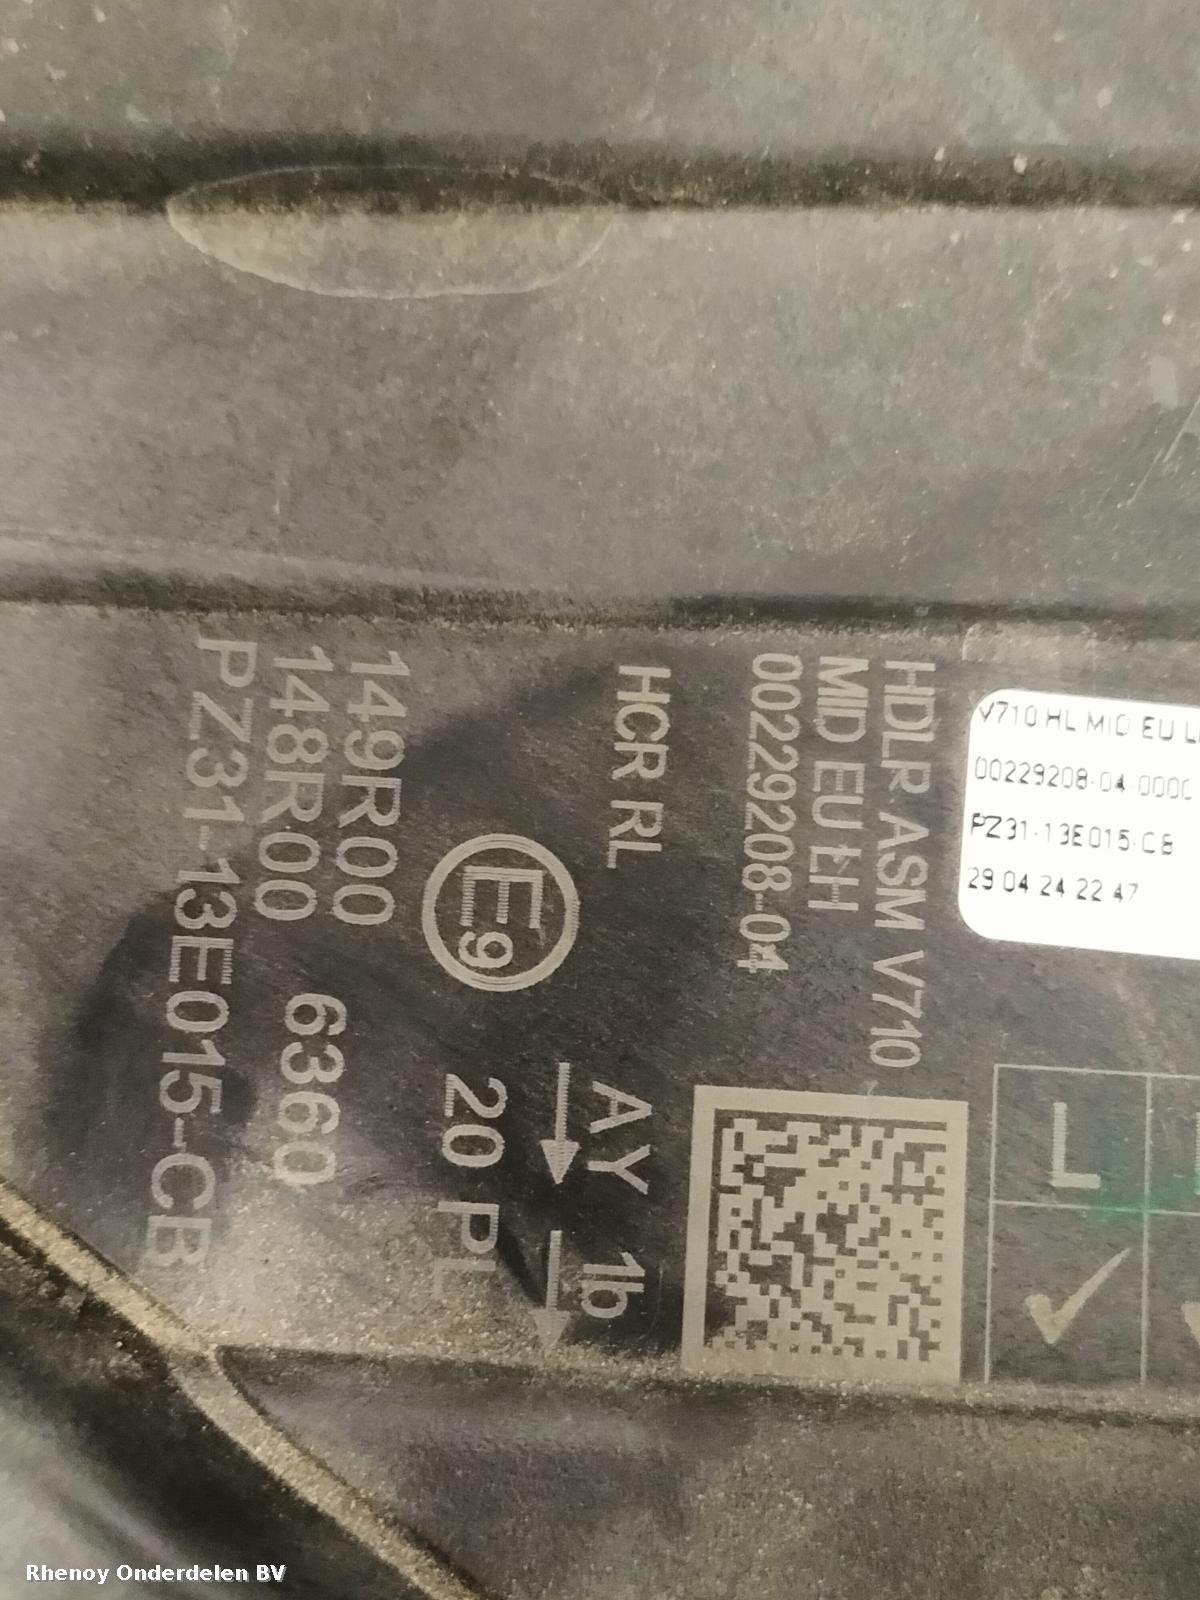 HDLR ASM V710
MID EU LH
00229208-04
HCR RL
AY 1b
E9
20 PL
149R00
148R00 6360
PZ31-13E015-CB
V710 HL MID EU
00229208-04
PZ31-13E015-CB
29 04 24 22 47
L
Rhenoy Onderdelen BV